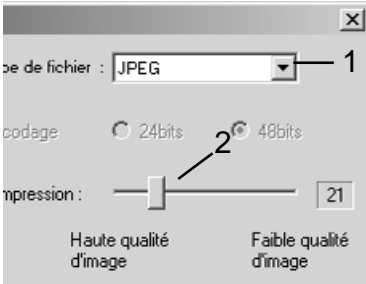 pe de fichier : JPEG 1
codage 24bits 48bits
2
mpression : 21
Haute qualité Faible qualité
d'image d'image